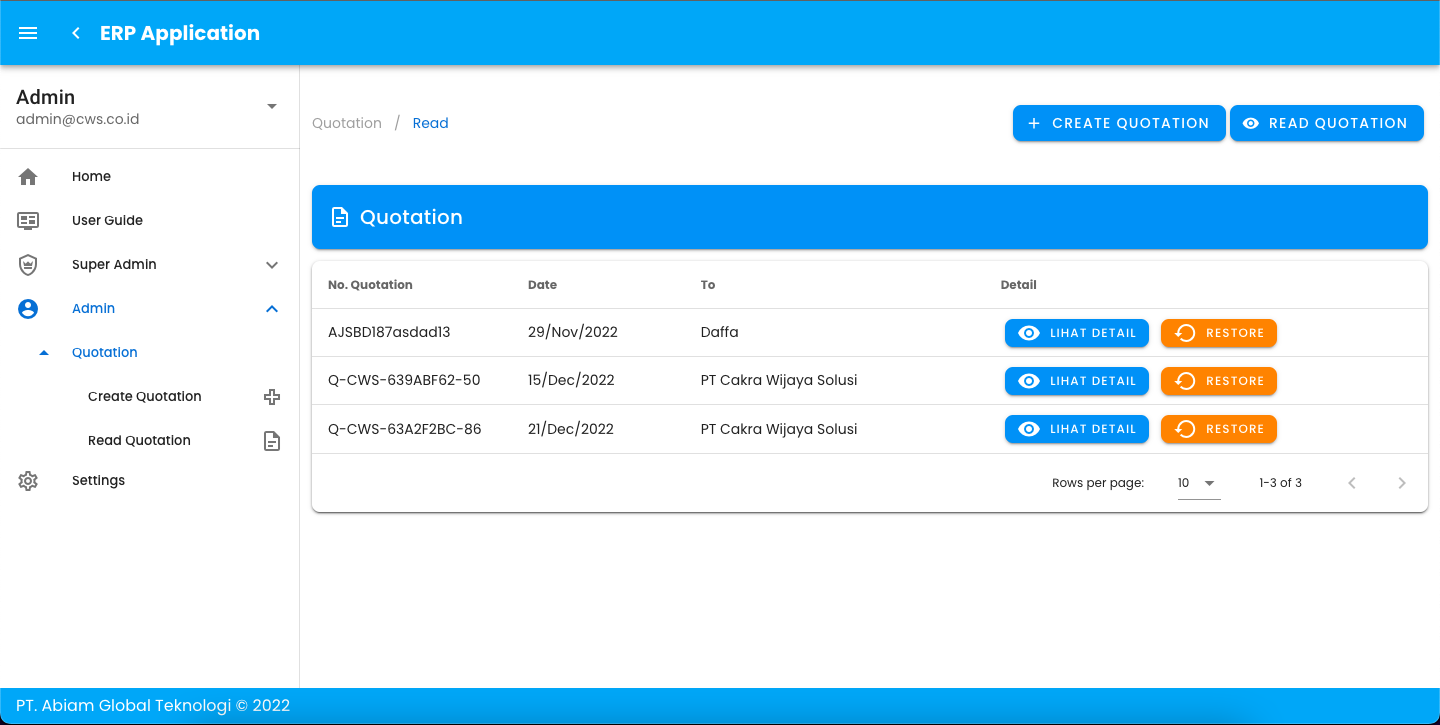 ERP Application
Admin
admin@cws.co.id
Home
User Guide
Super Admin
Admin
Quotation
Create Quotation
Read Quotation
Settings
Quotation / Read
CREATE QUOTATION READ QUOTATION
Quotation
No. Quotation Date To Detail
AJSBD187asdad13 29/Nov/2022 Daffa LIHAT DETAIL RESTORE
Q-CWS-639ABF62-50 15/Dec/2022 PT Cakra Wijaya Solusi LIHAT DETAIL RESTORE
Q-CWS-63A2F2BC-86 21/Dec/2022 PT Cakra Wijaya Solusi LIHAT DETAIL RESTORE
Rows per page: 10 1-3 of 3
PT. Abiam Global Teknologi © 2022